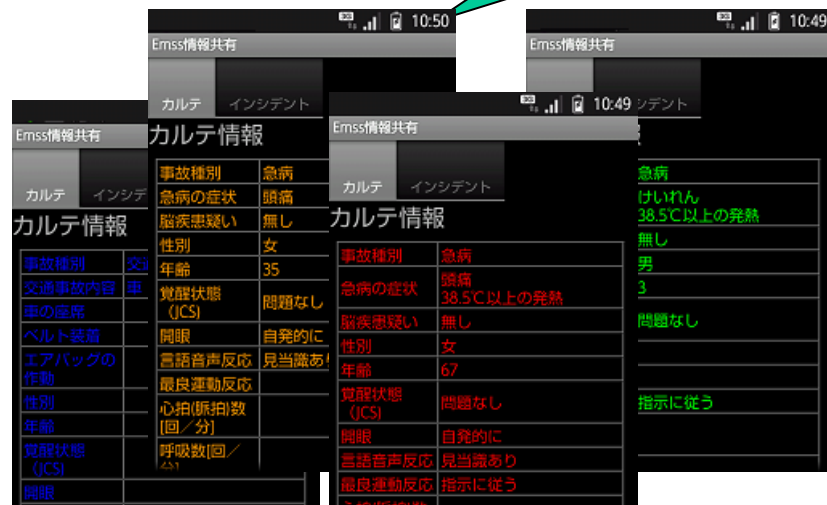 10:50
Emss情報共有
カルテ インシデント
カルテ情報
事故種別 急病
急病の症状 頭痛
脳疾患疑い 無し
性別 女
年齢 35
覚醒状態
(JCS) 問題なし
開眼 自発的に
言語音声反応 見当識あり
最良運動反応
心拍(脈拍)数
[回/分]
呼吸数[回/
10:49
Emss情報共有
シデント
急病
けいれん
38.5℃以上の発熱
無し
男
3
問題なし
指示に従う
Emss情報共有
カルテ インシデ
カルテ情報
事故種別 交
交通事故内容 車
車の座席
ベルト装着
エアバッグの
作動
性別
年齢
覚醒状態
(JCS)
開眼
10:49
Emss情報共有
カルテ インシデント
カルテ情報
事故種別 急病
急病の症状 頭痛
38.5℃以上の発熱
脳疾患疑い 無し
性別 女
年齢 67
覚醒状態
(JCS) 問題なし
開眼 自発的に
言語音声反応 見当識あり
最良運動反応 指示に従う